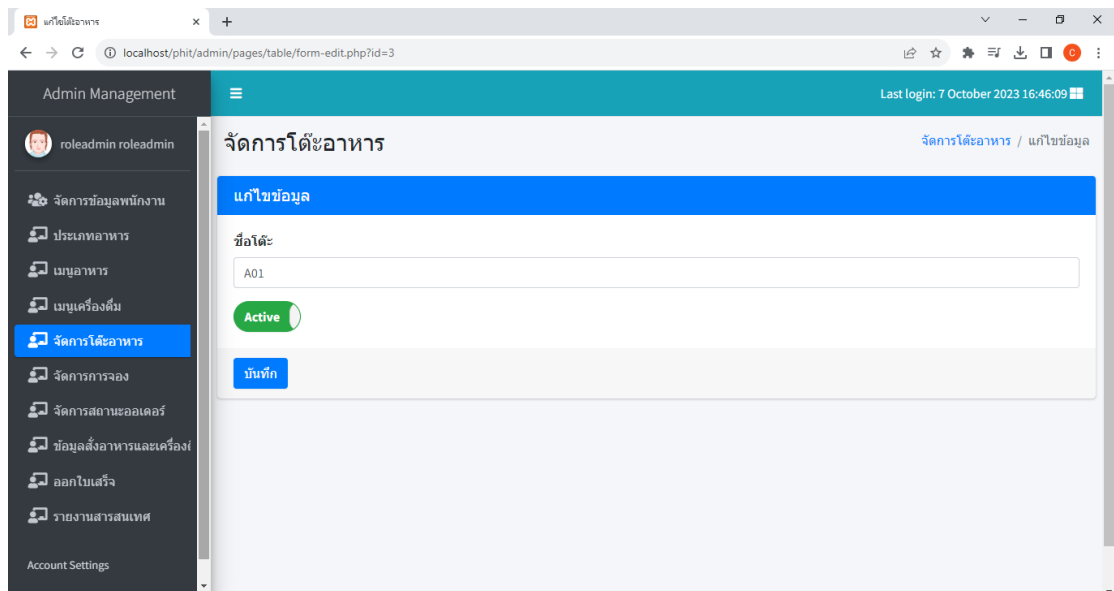 แก้ไขโต๊ะอาหาร
localhost/phit/admin/pages/table/form-edit.php?id=3
C
Admin Management
Last login: 7 October 2023 16:46:09
roleadmin roleadmin
จัดการโต๊ะอาหาร
จัดการโต๊ะอาหาร / แก้ไขข้อมูล
แก้ไขข้อมูล
ชื่อโต๊ะ
A01
Active
บันทึก
จัดการข้อมูลพนักงาน
ประเภทอาหาร
เมนูอาหาร
เมนูเครื่องดื่ม
จัดการโต๊ะอาหาร
จัดการการจอง
จัดการสถานะออเดอร์
ข้อมูลสั่งอาหารและเครื่อง
ออกใบเสร็จ
รายงานสารสนเทศ
Account Settings